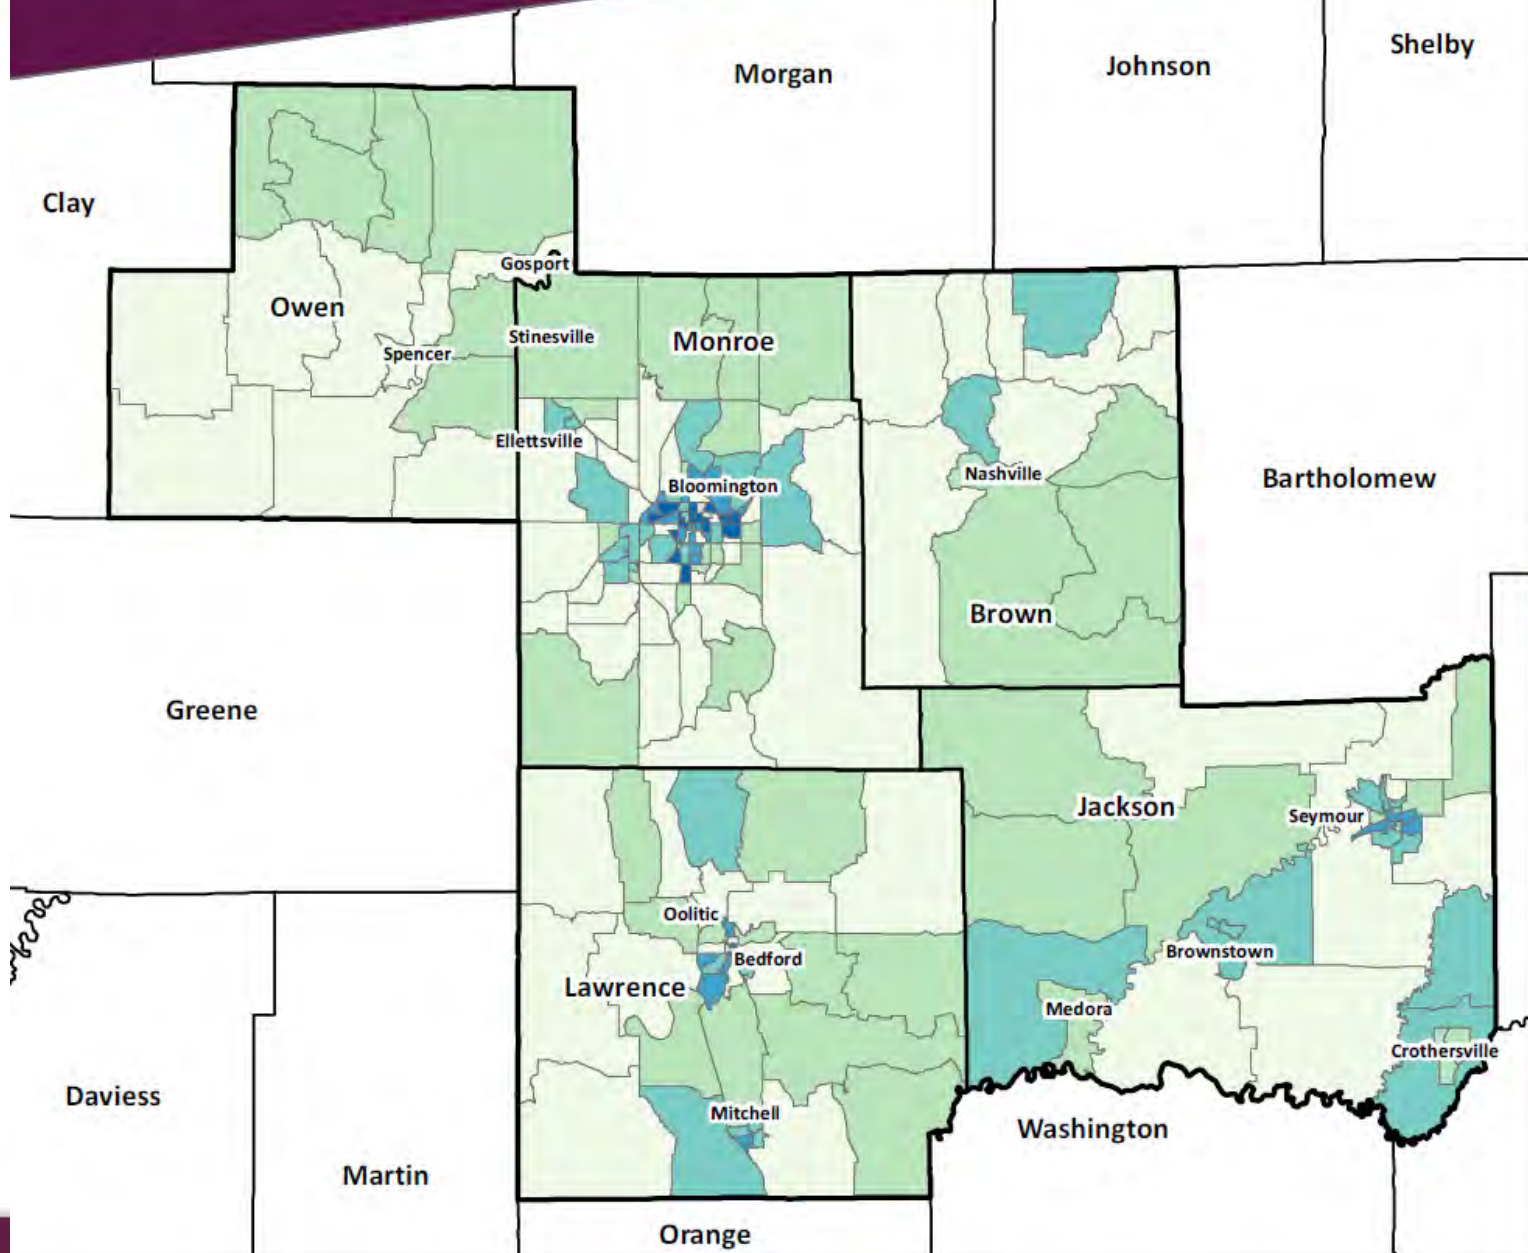 Shelby
Johnson
Morgan
Clay
Gosport
Owen
Stinesville
Monroe
Spencer
Ellettsville
Nashville
Bartholomew
Bloomington
Brown
Greene
Jackson
Seymour
Oolitic
Brownstown
Bedford
Lawrence
Medora
Crothersville
Daviess
Mitchell
Washington
Martin
Orange